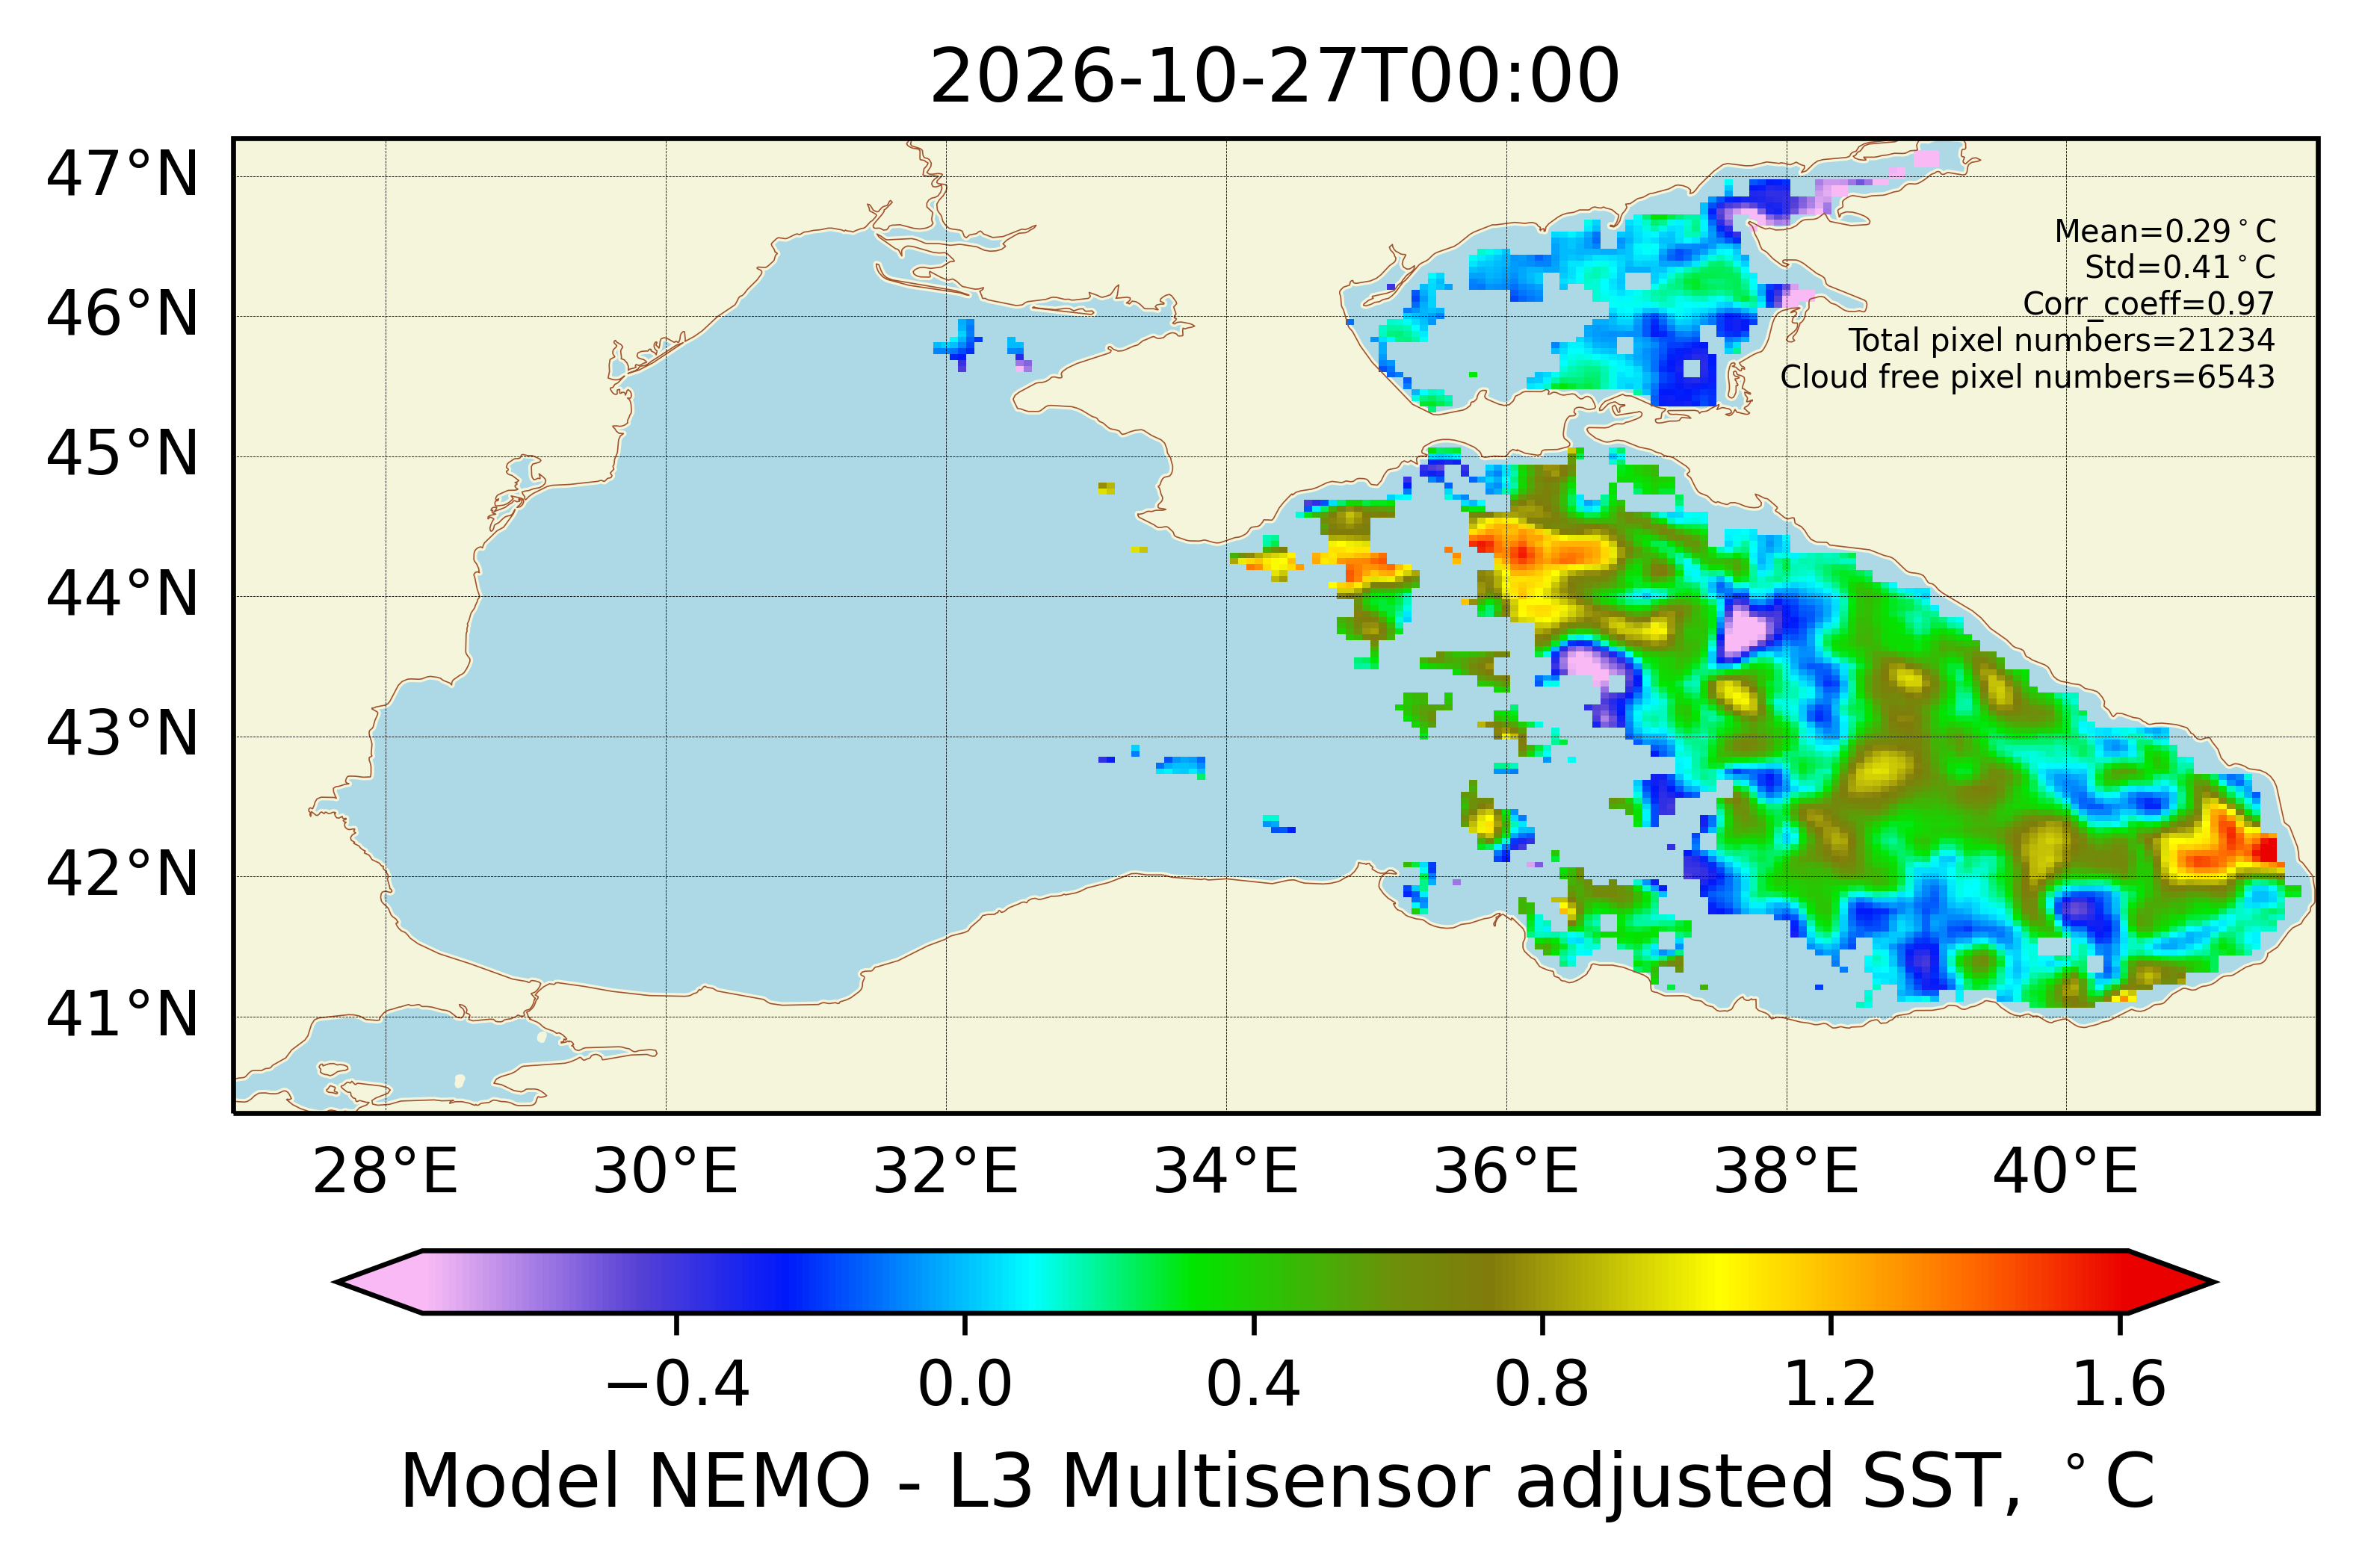 2026-10-27T00:00
47°N
46°N
45°N
44°N
43°N
42°N
41°N
Mean=0.29°C
Std=0.41°C
Corr_coeff=0.97
Total pixel numbers=21234
Cloud free pixel numbers=6543
28°E 30°E 32°E 34°E 36°E 38°E 40°E
−0.4 0.0 0.4 0.8 1.2 1.6
Model NEMO - L3 Multisensor adjusted SST, °C